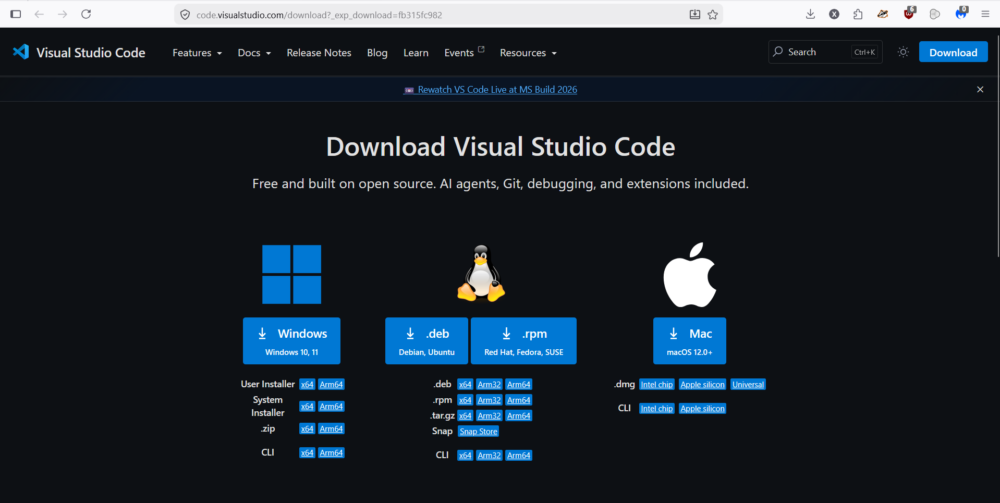 code.visualstudio.com/download?_exp_download=fb315fc982
X
6
0
Visual Studio Code
Features
Docs
Release Notes
Blog
Learn
Events
Resources
Search
Ctrl+K
Download
Rewatch VS Code Live at MS Build 2026
Download Visual Studio Code
Free and built on open source. AI agents, Git, debugging, and extensions included.
Windows
Windows 10, 11
User Installer x64 Arm64
System
Installer x64 Arm64
.zip x64 Arm64
CLI x64 Arm64
.deb
Debian, Ubuntu
.rpm
Red Hat, Fedora, SUSE
.deb x64 Arm32 Arm64
.rpm x64 Arm32 Arm64
.tar.gz x64 Arm32 Arm64
Snap Snap Store
CLI x64 Arm32 Arm64
Mac
macOS 12.0+
.dmg Intel chip Apple silicon Universal
CLI Intel chip Apple silicon